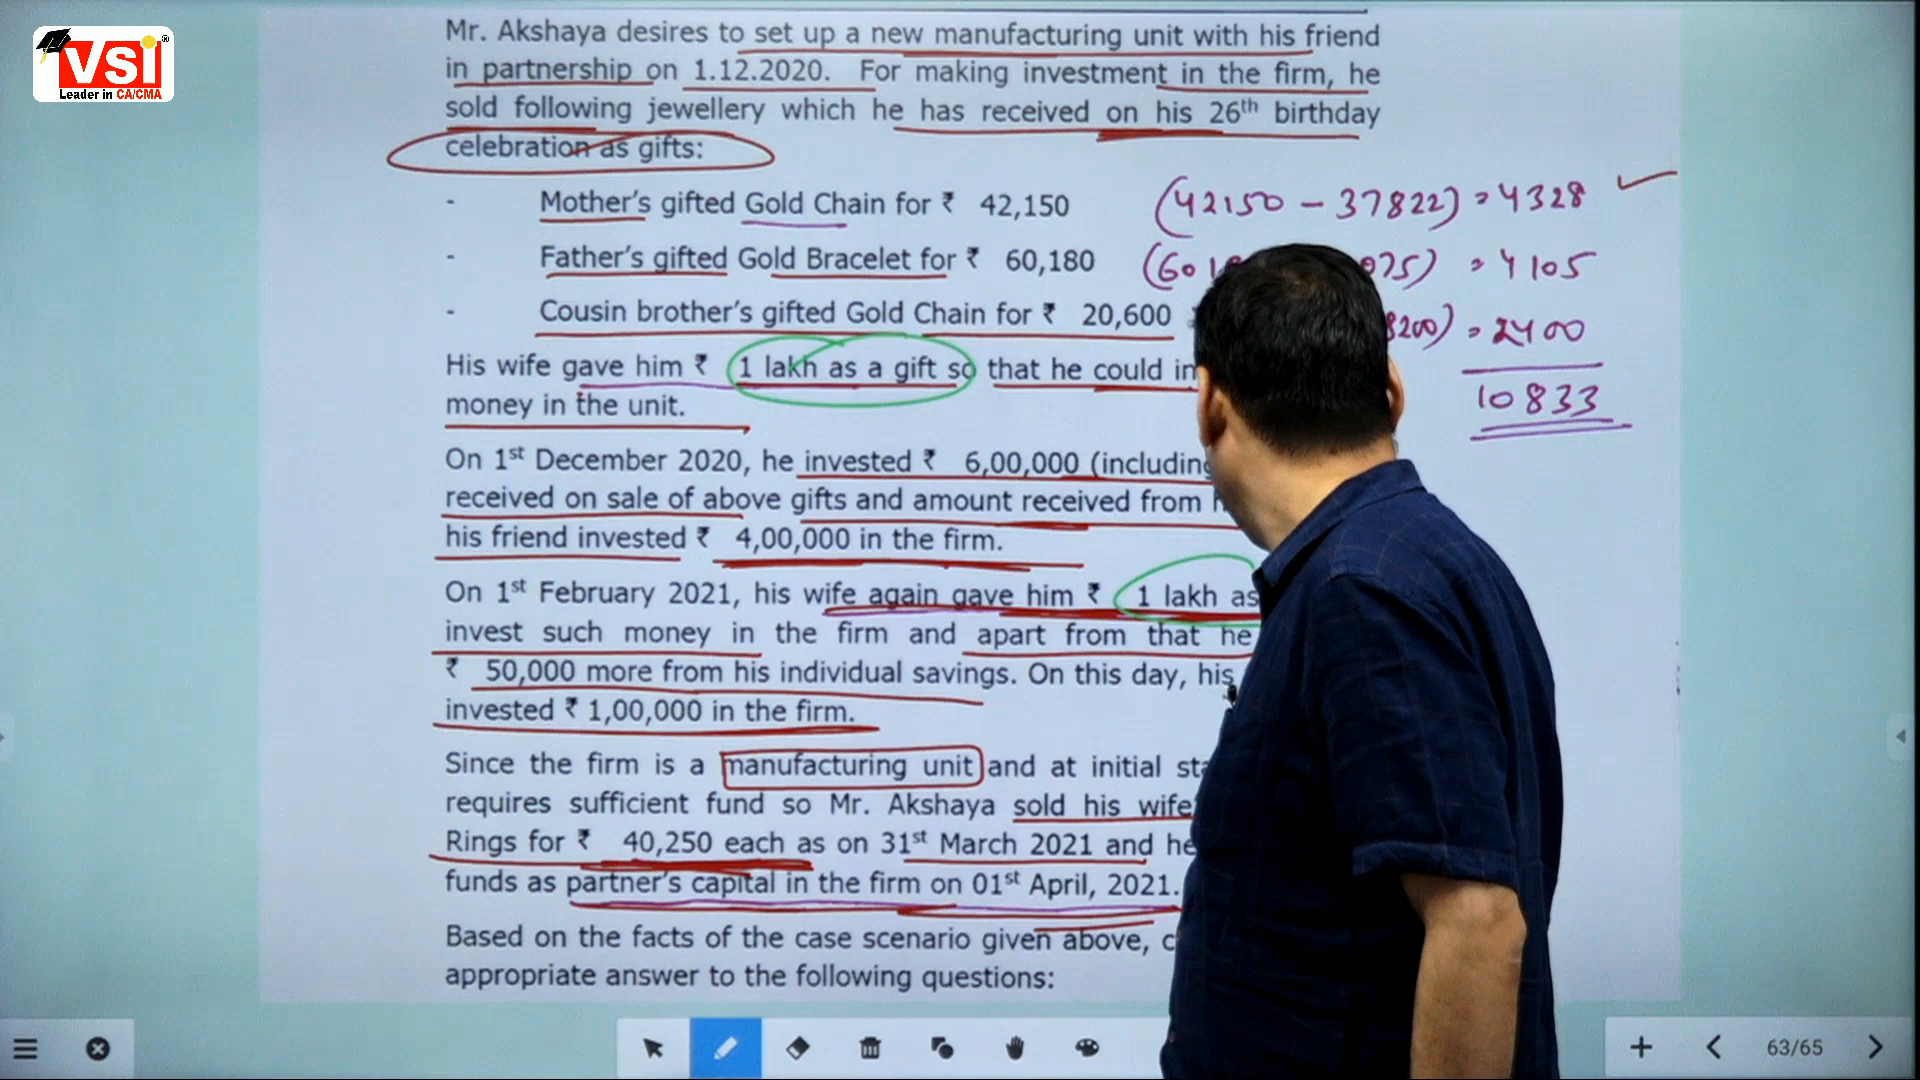 VSI ®
Leader in CA/CMA
Mr. Akshaya desires to set up a new manufacturing unit with his friend
in partnership on 1.12.2020. For making investment in the firm, he
sold following jewellery which he has received on his 26th birthday
celebration as gifts:
- Mother's gifted Gold Chain for ₹ 42,150 (42150 - 37822) = 4328
- Father's gifted Gold Bracelet for ₹ 60,180 = 4105
- Cousin brother's gifted Gold Chain for ₹ 20,600 = 2400
10833
His wife gave him ₹ 1 lakh as a gift so that he could
money in the unit.
On 1st December 2020, he invested ₹ 6,00,000 (including
received on sale of above gifts and amount received from
his friend invested ₹ 4,00,000 in the firm.
On 1st February 2021, his wife again gave him ₹ 1 lakh as
invest such money in the firm and apart from that he
₹ 50,000 more from his individual savings. On this day, his
invested ₹ 1,00,000 in the firm.
Since the firm is a manufacturing unit and at initial
requires sufficient fund so Mr. Akshaya sold his
Rings for ₹ 40,250 each as on 31st March 2021 and he
funds as partner's capital in the firm on 01st April, 2021.
Based on the facts of the case scenario given above,
appropriate answer to the following questions:
63/65